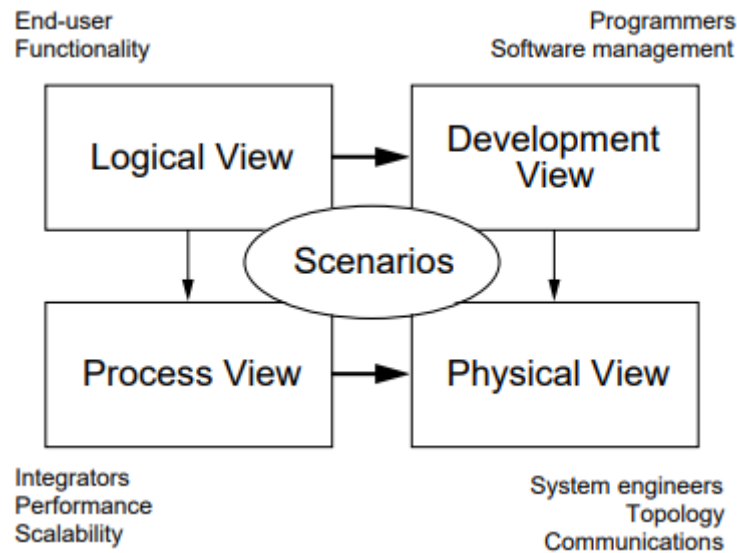 End-user
Functionality
Programmers
Software management
Logical View
Development
View
Scenarios
Process View
Physical View
Integrators
Performance
Scalability
System engineers
Topology
Communications